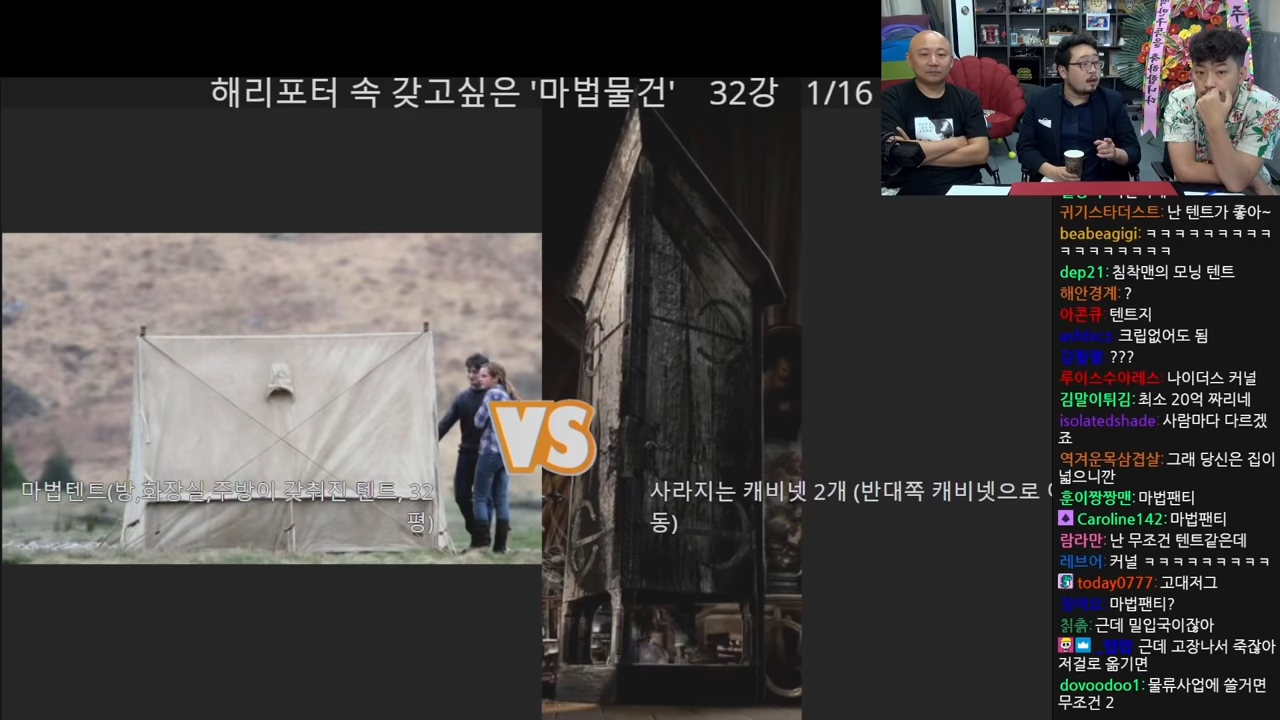 해리포터 속 갖고싶은 '마법물건' 32강 1/16
마법텐트(방,화장실,주방이 갖춰진 텐트, 32
평)
VS
사라지는 캐비넷 2개 (반대쪽 캐비넷으로
동)
귀기스타더스트: 난 텐트가 좋아~
beabeagigi: ㅋㅋㅋㅋㅋㅋㅋㅋㅋ
ㅋㅋㅋㅋㅋㅋㅋㅋ
dep21: 침착맨의 모닝 텐트
해안경계: ?
아콘큐: 텐트지
크립없어도 됨
김필열: ???
루이스수아레스: 나이더스 커널
김말이튀김: 최소 20억 짜리네
isolatedshade: 사람마다 다르겠
죠
역겨운목삼겹살: 그래 당신은 집이
넓으니깐
훈이짱짱맨: 마법팬티
Caroline142: 마법팬티
람라만: 난 무조건 텐트같은데
레브어: 커널 ㅋㅋㅋㅋㅋㅋㅋㅋㅋ
today0777: 고대저그
마법팬티?
칡촑: 근데 밀입국이잖아
근데 고장나서 죽잖아
저걸로 옮기면
dovoodoo1: 물류사업에 쓸거면
무조건 2